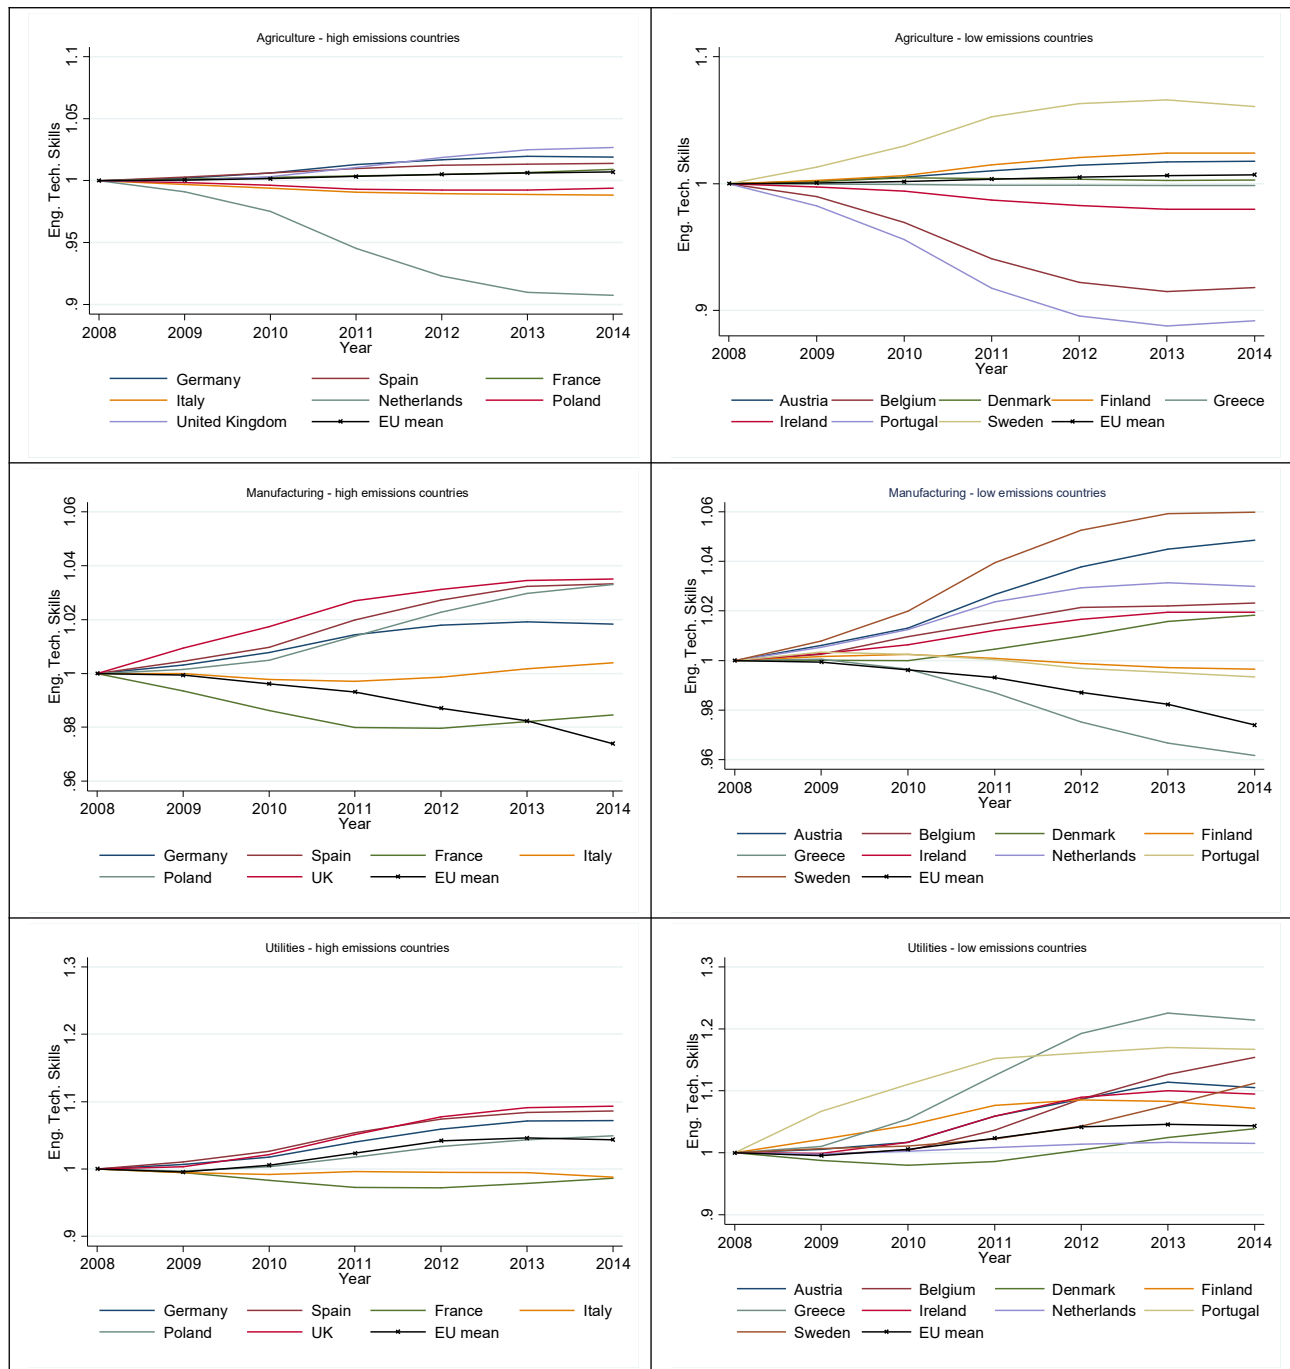 Agriculture - high emissions countries
Eng. Tech. Skills
1.1
1.05
1
.95
.9
2008 2009 2010 2011 2012 2013 2014
Year
Germany Spain France
Italy Netherlands Poland
United Kingdom EU mean
Agriculture - low emissions countries
Eng. Tech. Skills
1.1
1
.9
2008 2009 2010 2011 2012 2013 2014
Year
Austria Belgium Denmark Finland Greece
Ireland Portugal Sweden EU mean
Manufacturing - high emissions countries
Eng. Tech. Skills
1.06
1.04
1.02
1
.98
.96
2008 2009 2010 2011 2012 2013 2014
Year
Germany Spain France Italy
Poland UK EU mean
Manufacturing - low emissions countries
Eng. Tech. Skills
1.06
1.04
1.02
1
.98
.96
2008 2009 2010 2011 2012 2013 2014
Year
Austria Belgium Denmark Finland
Greece Ireland Netherlands Portugal
Sweden EU mean
Utilities - high emissions countries
Eng. Tech. Skills
1.3
1.2
1.1
1
.9
2008 2009 2010 2011 2012 2013 2014
Year
Germany Spain France Italy
Poland UK EU mean
Utilities - low emissions countries
Eng. Tech. Skills
1.3
1.2
1.1
1
.9
2008 2009 2010 2011 2012 2013 2014
Year
Austria Belgium Denmark Finland
Greece Ireland Netherlands Portugal
Sweden EU mean